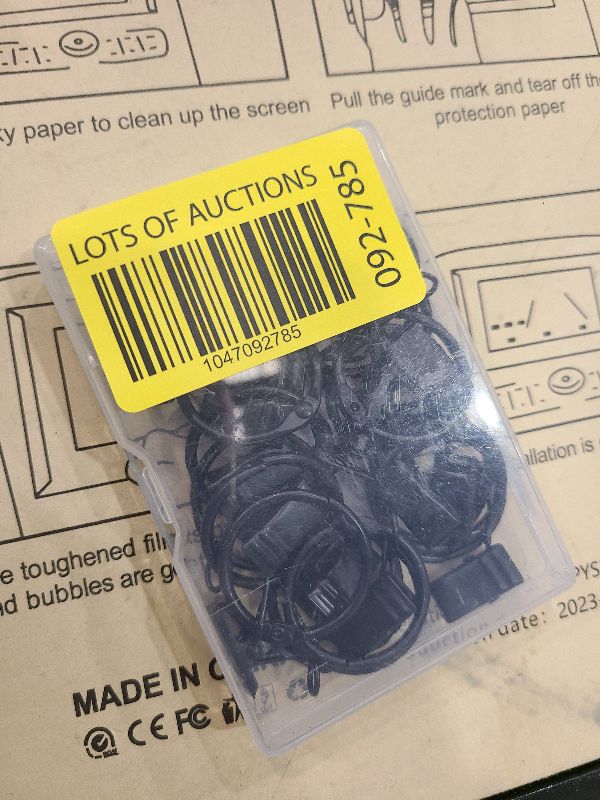 ky paper to clean up the screen
Pull the guide mark and tear off the
protection paper
LOTS OF AUCTIONS
092-785
1047092785
llation is
e toughened fil
d bubbles are g
MADE IN C
CE FC
date: 2023-